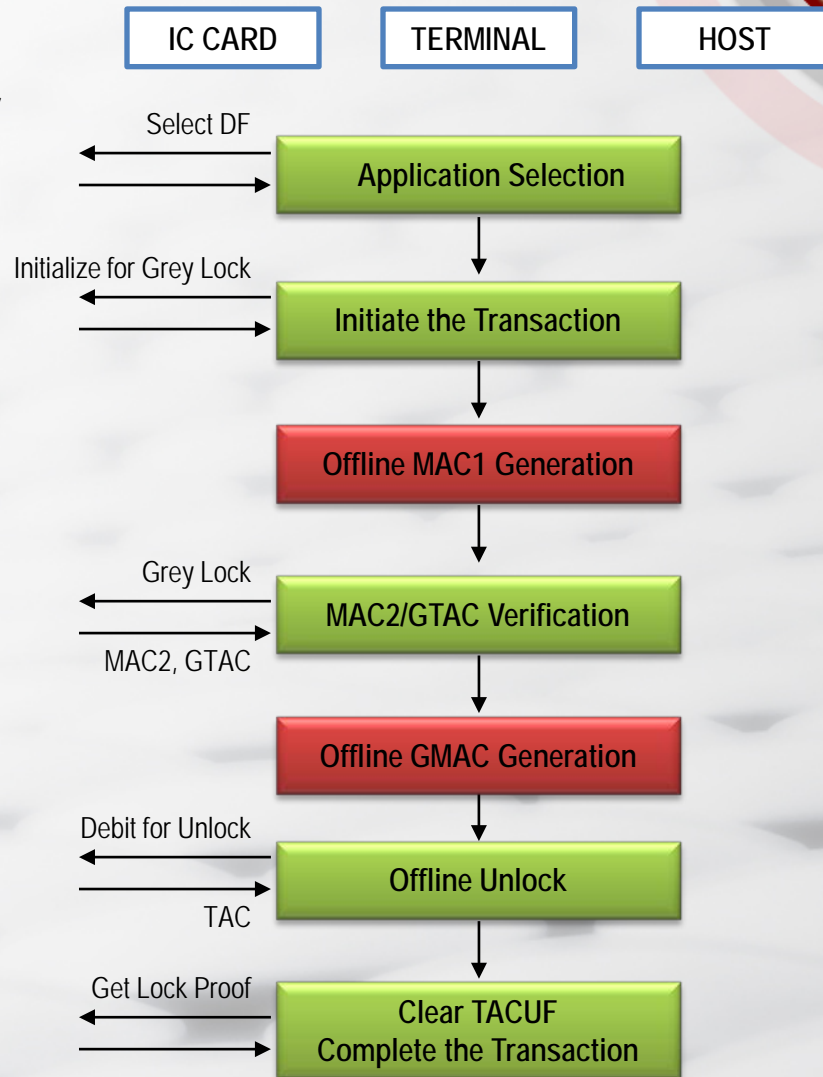 IC CARD
TERMINAL
HOST
Select DF
Application Selection
Initialize for Grey Lock
Initiate the Transaction
Offline MAC1 Generation
Grey Lock
MAC2/GTAC Verification
MAC2, GTAC
Offline GMAC Generation
Debit for Unlock
Offline Unlock
TAC
Get Lock Proof
Clear TACUF
Complete the Transaction